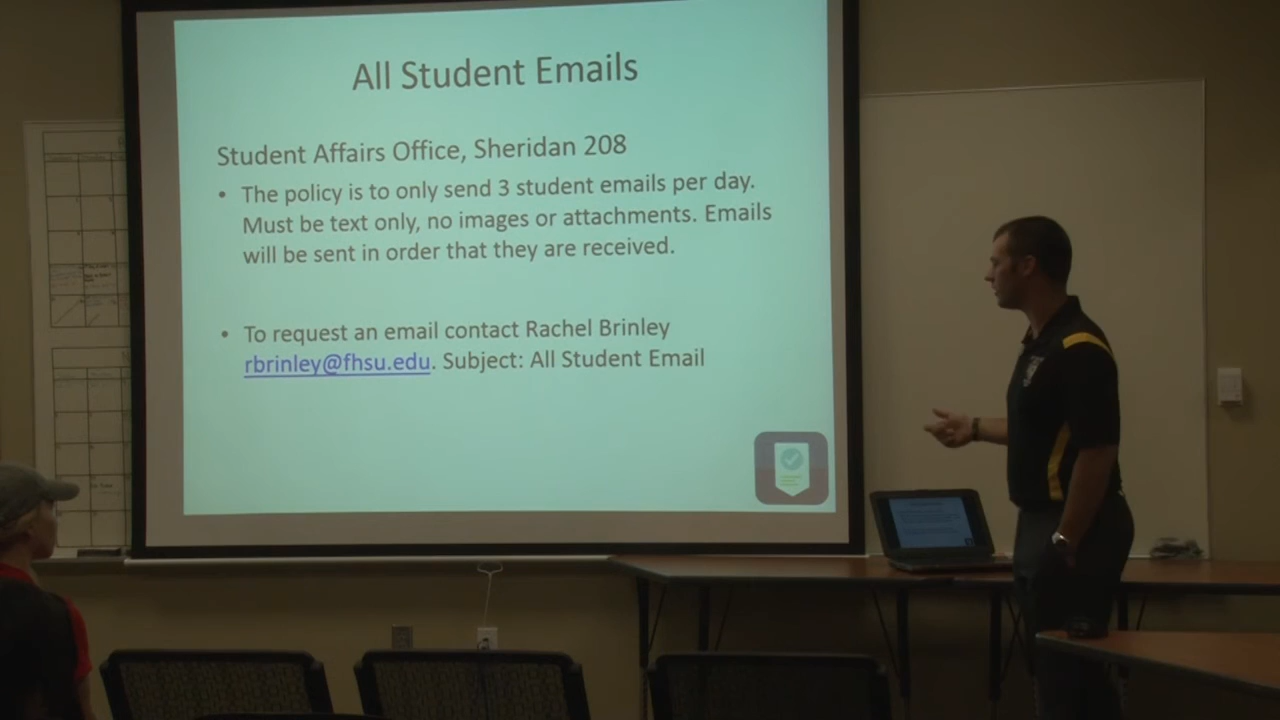 All Student Emails
Student Affairs Office, Sheridan 208
• The policy is to only send 3 student emails per day.
Must be text only, no images or attachments. Emails
will be sent in order that they are received.
• To request an email contact Rachel Brinley
rbrinley@fhsu.edu. Subject: All Student Email